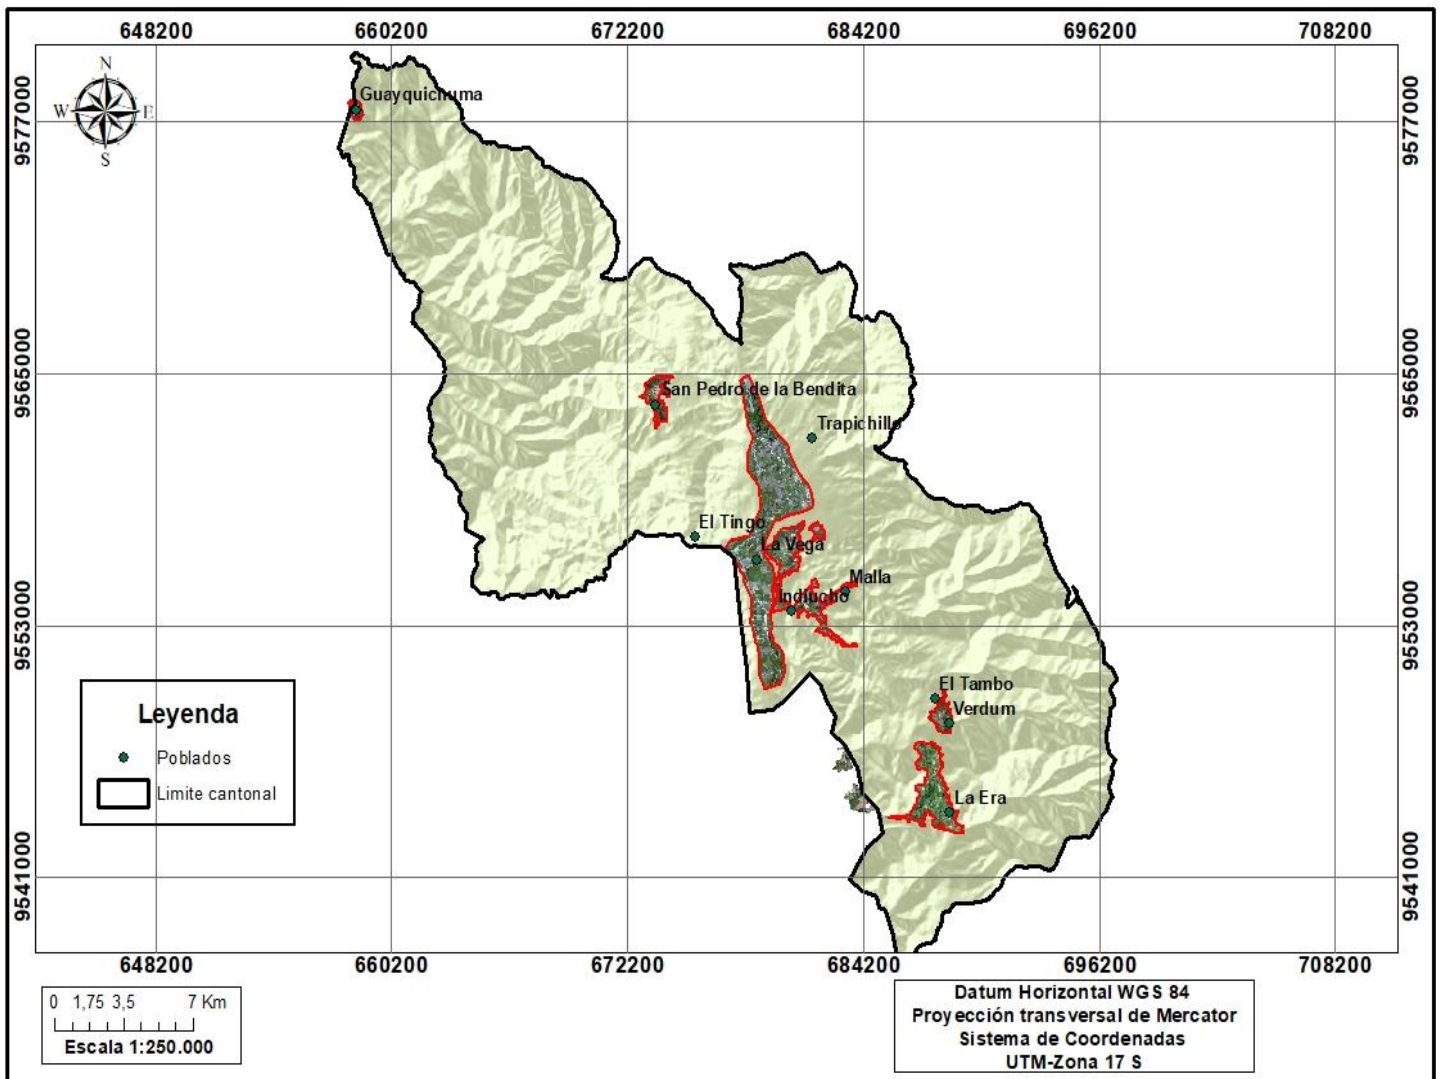 648200 660200 672200 684200 696200 708200
N
W E
S
9577000 9577000
Guayquichuma
9565000 9565000
San Pedro de la Bendita
Trapichillo
El Tingo
La Vega
Malla
Indiucho
9553000 9553000
El Tambo
Verdum
La Era
Leyenda
Poblados
Limite cantonal
9541000 9541000
648200 660200 672200 684200 696200 708200
0 1,75 3,5 7 Km
Escala 1:250.000
Datum Horizontal WGS 84
Proyección transversal de Mercator
Sistema de Coordenadas
UTM-Zona 17 S